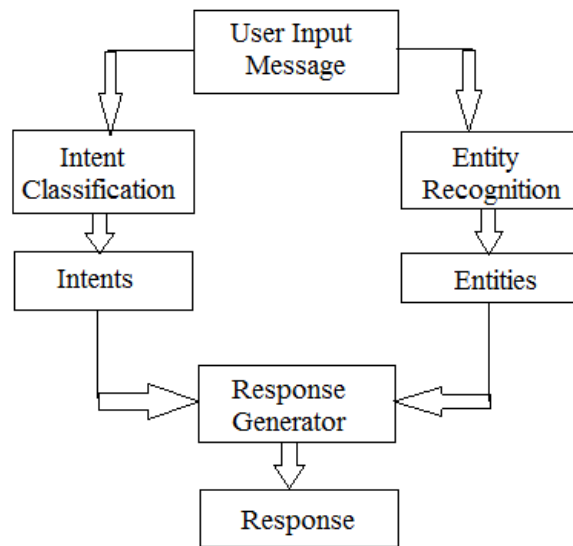 User Input
Message
Intent
Classification
Entity
Recognition
Intents
Entities
Response
Generator
Response